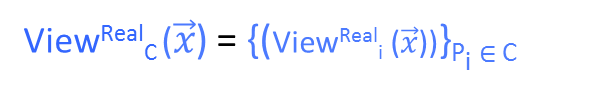 View^Real_C (x⃗) = {(View^Real_i (x⃗))}_{P_i ∈ C}